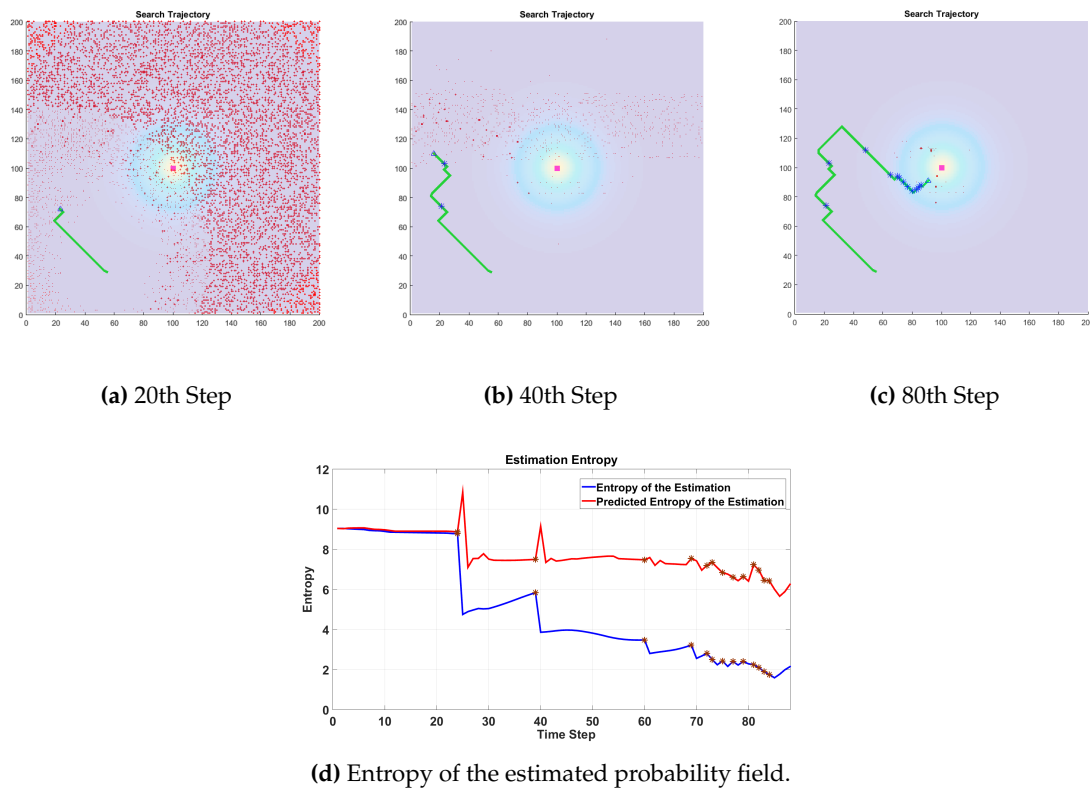 Search Trajectory
200
180
160
140
120
100
80
60
40
20
0
0 20 40 60 80 100 120 140 160 180 200
Search Trajectory
200
180
160
140
120
100
80
60
40
20
0
0 20 40 60 80 100 120 140 160 180 200
Search Trajectory
200
180
160
140
120
100
80
60
40
20
0
0 20 40 60 80 100 120 140 160 180 200
(a) 20th Step
(b) 40th Step
(c) 80th Step
Estimation Entropy
Entropy of the Estimation
Predicted Entropy of the Estimation
Entropy
12
10
8
6
4
2
0
0 10 20 30 40 50 60 70 80
Time Step
(d) Entropy of the estimated probability field.